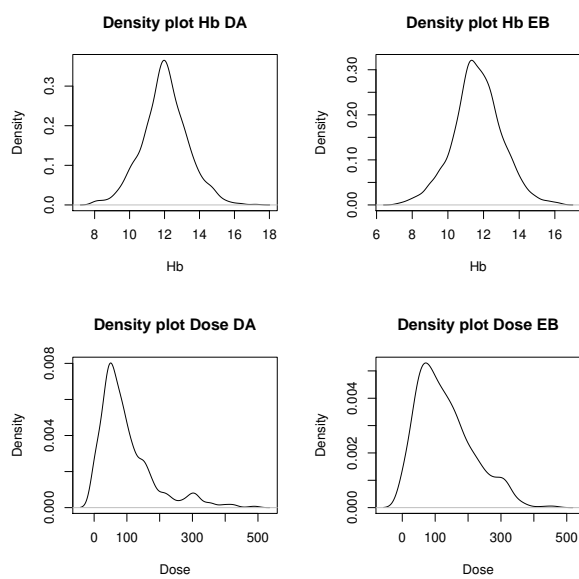 Density plot Hb DA
Density
0.0
0.1
0.2
0.3
8
10
12
14
16
18
Hb
Density plot Hb EB
Density
0.00
0.10
0.20
0.30
6
8
10
12
14
16
Hb
Density plot Dose DA
Density
0.000
0.004
0.008
0
100
300
500
Dose
Density plot Dose EB
Density
0.000
0.002
0.004
0
100
300
500
Dose